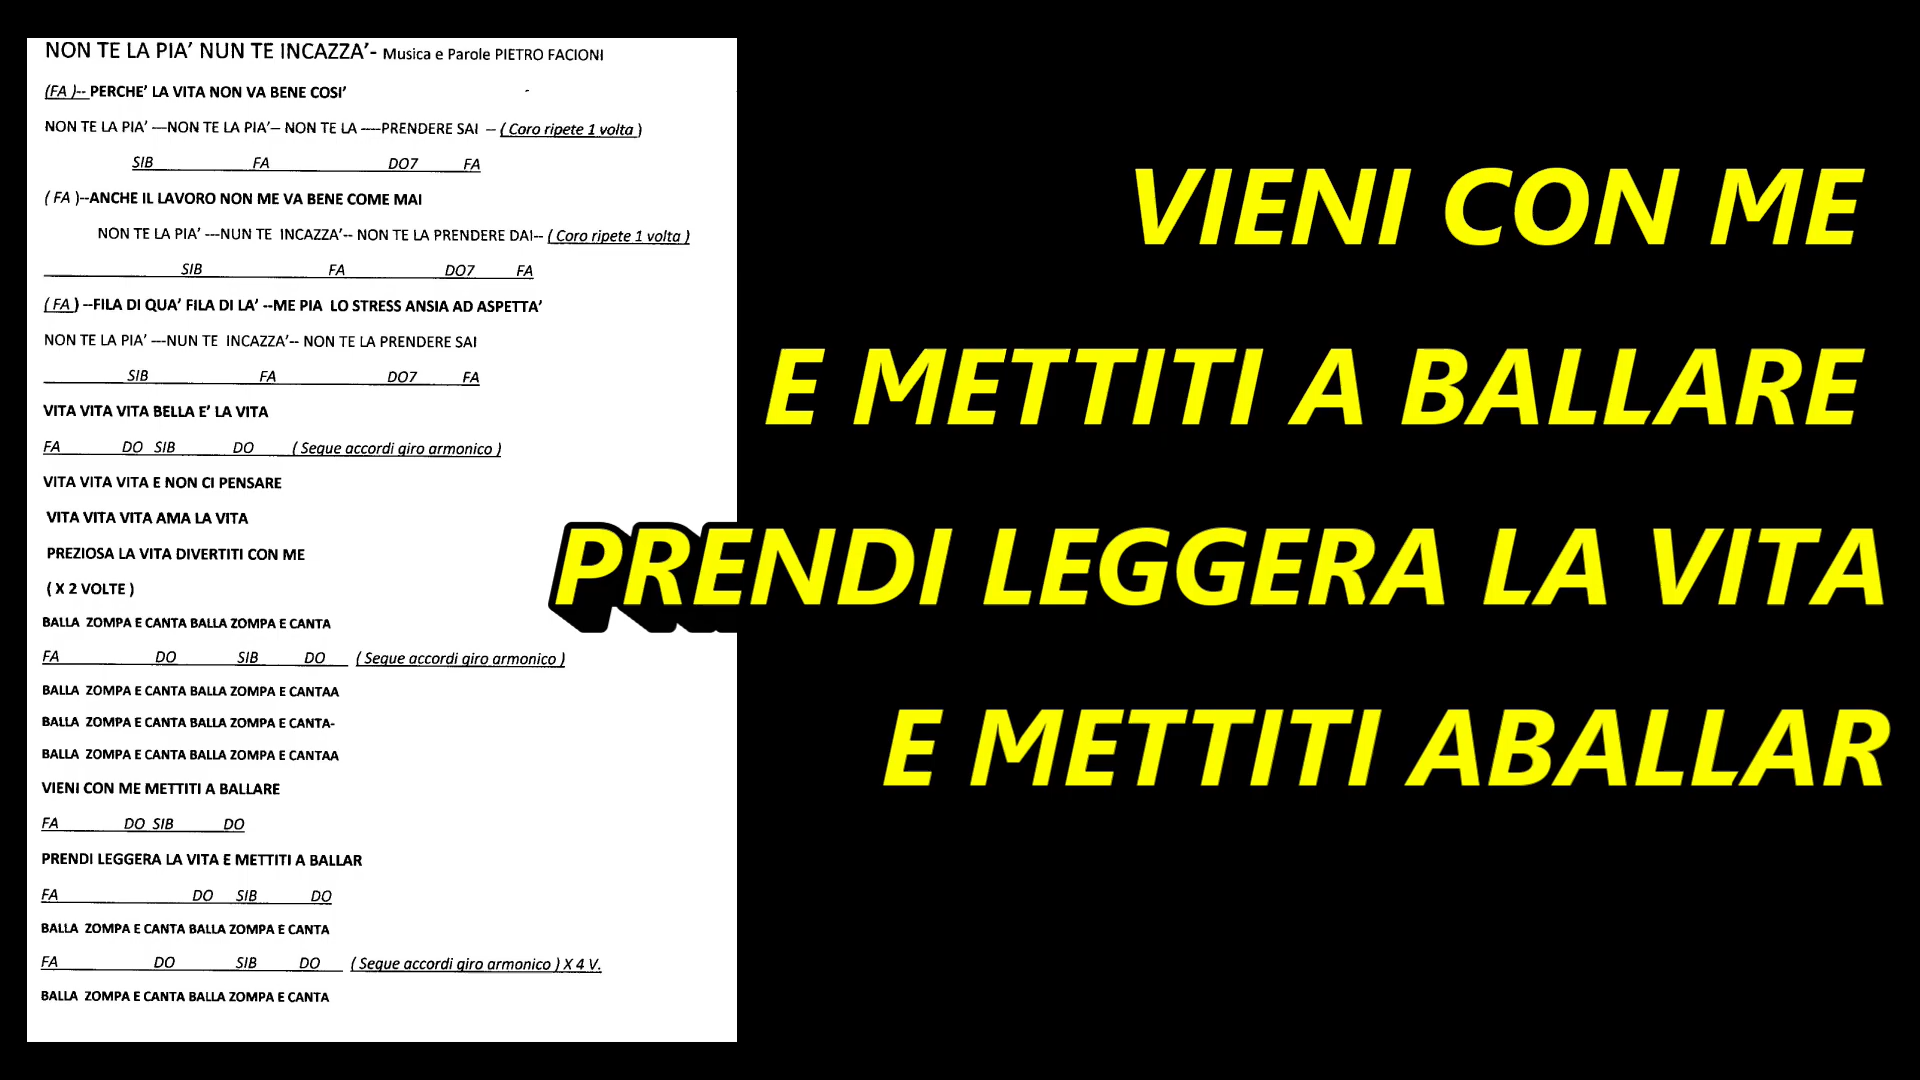 NON TE LA PIA’ NUN TE INCAZZA’- Musica e Parole PIETRO FACIONI
(FA )-- PERCHE’ LA VITA NON VA BENE COSI’
NON TE LA PIA’ ---NON TE LA PIA’-- NON TE LA ----PRENDERE SAI -- ( Coro ripete 1 volta )
SIB FA DO7 FA
( FA )--ANCHE IL LAVORO NON ME VA BENE COME MAI
NON TE LA PIA’ ---NUN TE INCAZZA’-- NON TE LA PRENDERE DAI-- ( Coro ripete 1 volta )
SIB FA DO7 FA
( FA ) --FILA DI QUA’ FILA DI LA’ --ME PIA LO STRESS ANSIA AD ASPETTA’
NON TE LA PIA’ ---NUN TE INCAZZA’-- NON TE LA PRENDERE SAI
SIB FA DO7 FA
VITA VITA VITA BELLA E’ LA VITA
FA DO SIB DO ( Segue accordi giro armonico )
VITA VITA VITA E NON CI PENSARE
VITA VITA VITA AMA LA VITA
PREZIOSA LA VITA DIVERTITI CON ME
( X 2 VOLTE )
BALLA ZOMPA E CANTA BALLA ZOMPA E CANTA
FA DO SIB DO ( Segue accordi giro armonico )
BALLA ZOMPA E CANTA BALLA ZOMPA E CANTAA
BALLA ZOMPA E CANTA BALLA ZOMPA E CANTA-
BALLA ZOMPA E CANTA BALLA ZOMPA E CANTAA
VIENI CON ME METTITI A BALLARE
FA DO SIB DO
PRENDI LEGGERA LA VITA E METTITI A BALLAR
FA DO SIB DO
BALLA ZOMPA E CANTA BALLA ZOMPA E CANTA
FA DO SIB DO ( Segue accordi giro armonico ) X 4 V.
BALLA ZOMPA E CANTA BALLA ZOMPA E CANTA
VIENI CON ME
E METTITI A BALLARE
PRENDI LEGGERA LA VITA
E METTITI ABALLAR